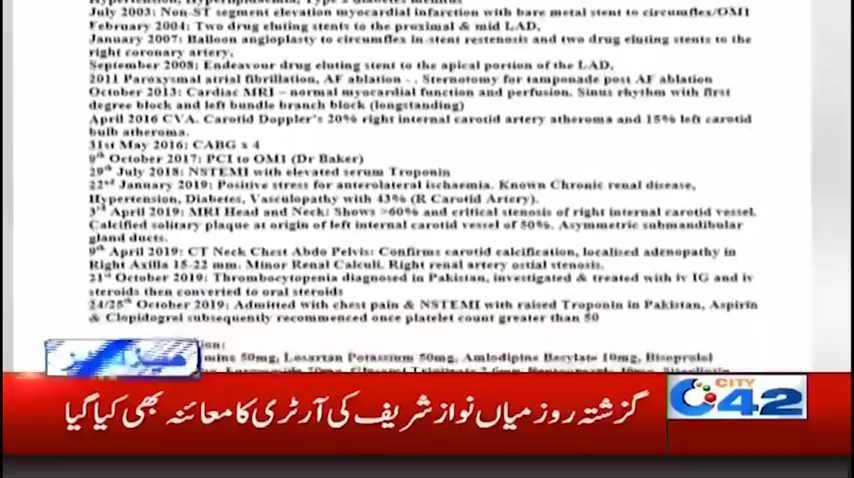 July 2003: Non-ST segment elevation myocardial infarction with bare metal stent to circumflex/OM1
February 2004: Two drug eluting stents to the proximal & mid LAD,
January 2007: Balloon angioplasty to circumflex in-stent restenosis and two drug eluting stents to the
right coronary artery,
September 2008: Endeavour drug eluting stent to the apical portion of the LAD,
2011 Paroxysmal atrial fibrillation, AF ablation - . Sternotomy for tamponade post AF ablation
October 2013: Cardiac MRI – normal myocardial function and perfusion. Sinus rhythm with first
degree block and left bundle branch block (longstanding)
April 2016 CVA. Carotid Doppler's 20% right internal carotid artery atheroma and 15% left carotid
bulb atheroma.
31st May 2016: CABG x 4
9th October 2017: PCI to OM1 (Dr Baker)
29th July 2018: NSTEMI with elevated serum Troponin
22nd January 2019: Positive stress for anterolateral ischaemia. Known Chronic renal disease,
Hypertension, Diabetes, Vasculopathy with 43% (R Carotid Artery).
3rd April 2019: MRI Head and Neck: Shows >60% and critical stenosis of right internal carotid vessel.
Calcified solitary plaque at origin of left internal carotid vessel of 50%. Asymmetric submandibular
gland ducts.
9th April 2019: CT Neck Chest Abdo Pelvis: Confirms carotid calcification, localised adenopathy in
Right Axilla 15-22 mm. Minor Renal Calculi. Right renal artery ostial stenosis.
21st October 2019: Thrombocytopenia diagnosed in Pakistan, investigated & treated with iv IG and iv
steroids then converted to oral steroids
24/25th October 2019: Admitted with chest pain & NSTEMI with raised Troponin in Pakistan, Aspirin
& Clopidogrel subsequently recommenced once platelet count greater than 50
50mg, Losartan Potassium 50mg, Amlodipine Besylate 10mg, Bisoprolol
ہیڈلائنز
گزشتہ روز میاں نواز شریف کی آرٹری کا معائنہ بھی کیا گیا
CITY
42